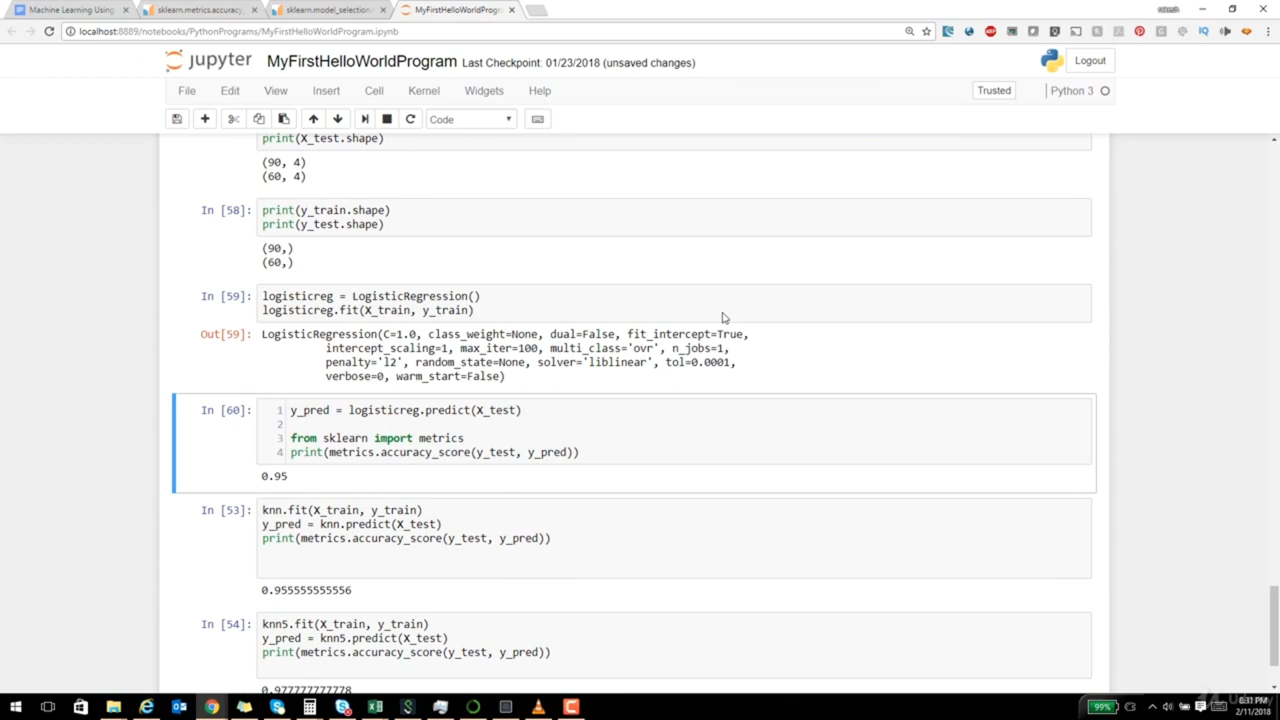 Machine Learning Using
sklearn.metrics.accuracy_
sklearn.model_selection.
MyFirstHelloWorldProgra
localhost:8889/notebooks/PythonPrograms/MyFirstHelloWorldProgram.ipynb
jupyter MyFirstHelloWorldProgram Last Checkpoint: 01/23/2018 (unsaved changes)
Logout
File Edit View Insert Cell Kernel Widgets Help
Trusted
Python 3
Code
print(X_test.shape)
(90, 4)
(60, 4)
In [58]: print(y_train.shape)
print(y_test.shape)
(90,)
(60,)
In [59]: logisticreg = LogisticRegression()
logisticreg.fit(X_train, y_train)
Out[59]: LogisticRegression(C=1.0, class_weight=None, dual=False, fit_intercept=True,
intercept_scaling=1, max_iter=100, multi_class='ovr', n_jobs=1,
penalty='l2', random_state=None, solver='liblinear', tol=0.0001,
verbose=0, warm_start=False)
In [60]: 1 y_pred = logisticreg.predict(X_test)
2
3 from sklearn import metrics
4 print(metrics.accuracy_score(y_test, y_pred))
0.95
In [53]: knn.fit(X_train, y_train)
y_pred = knn.predict(X_test)
print(metrics.accuracy_score(y_test, y_pred))
0.955555555556
In [54]: knn5.fit(X_train, y_train)
y_pred = knn5.predict(X_test)
print(metrics.accuracy_score(y_test, y_pred))
0.977777777778
99%
2/11/2018